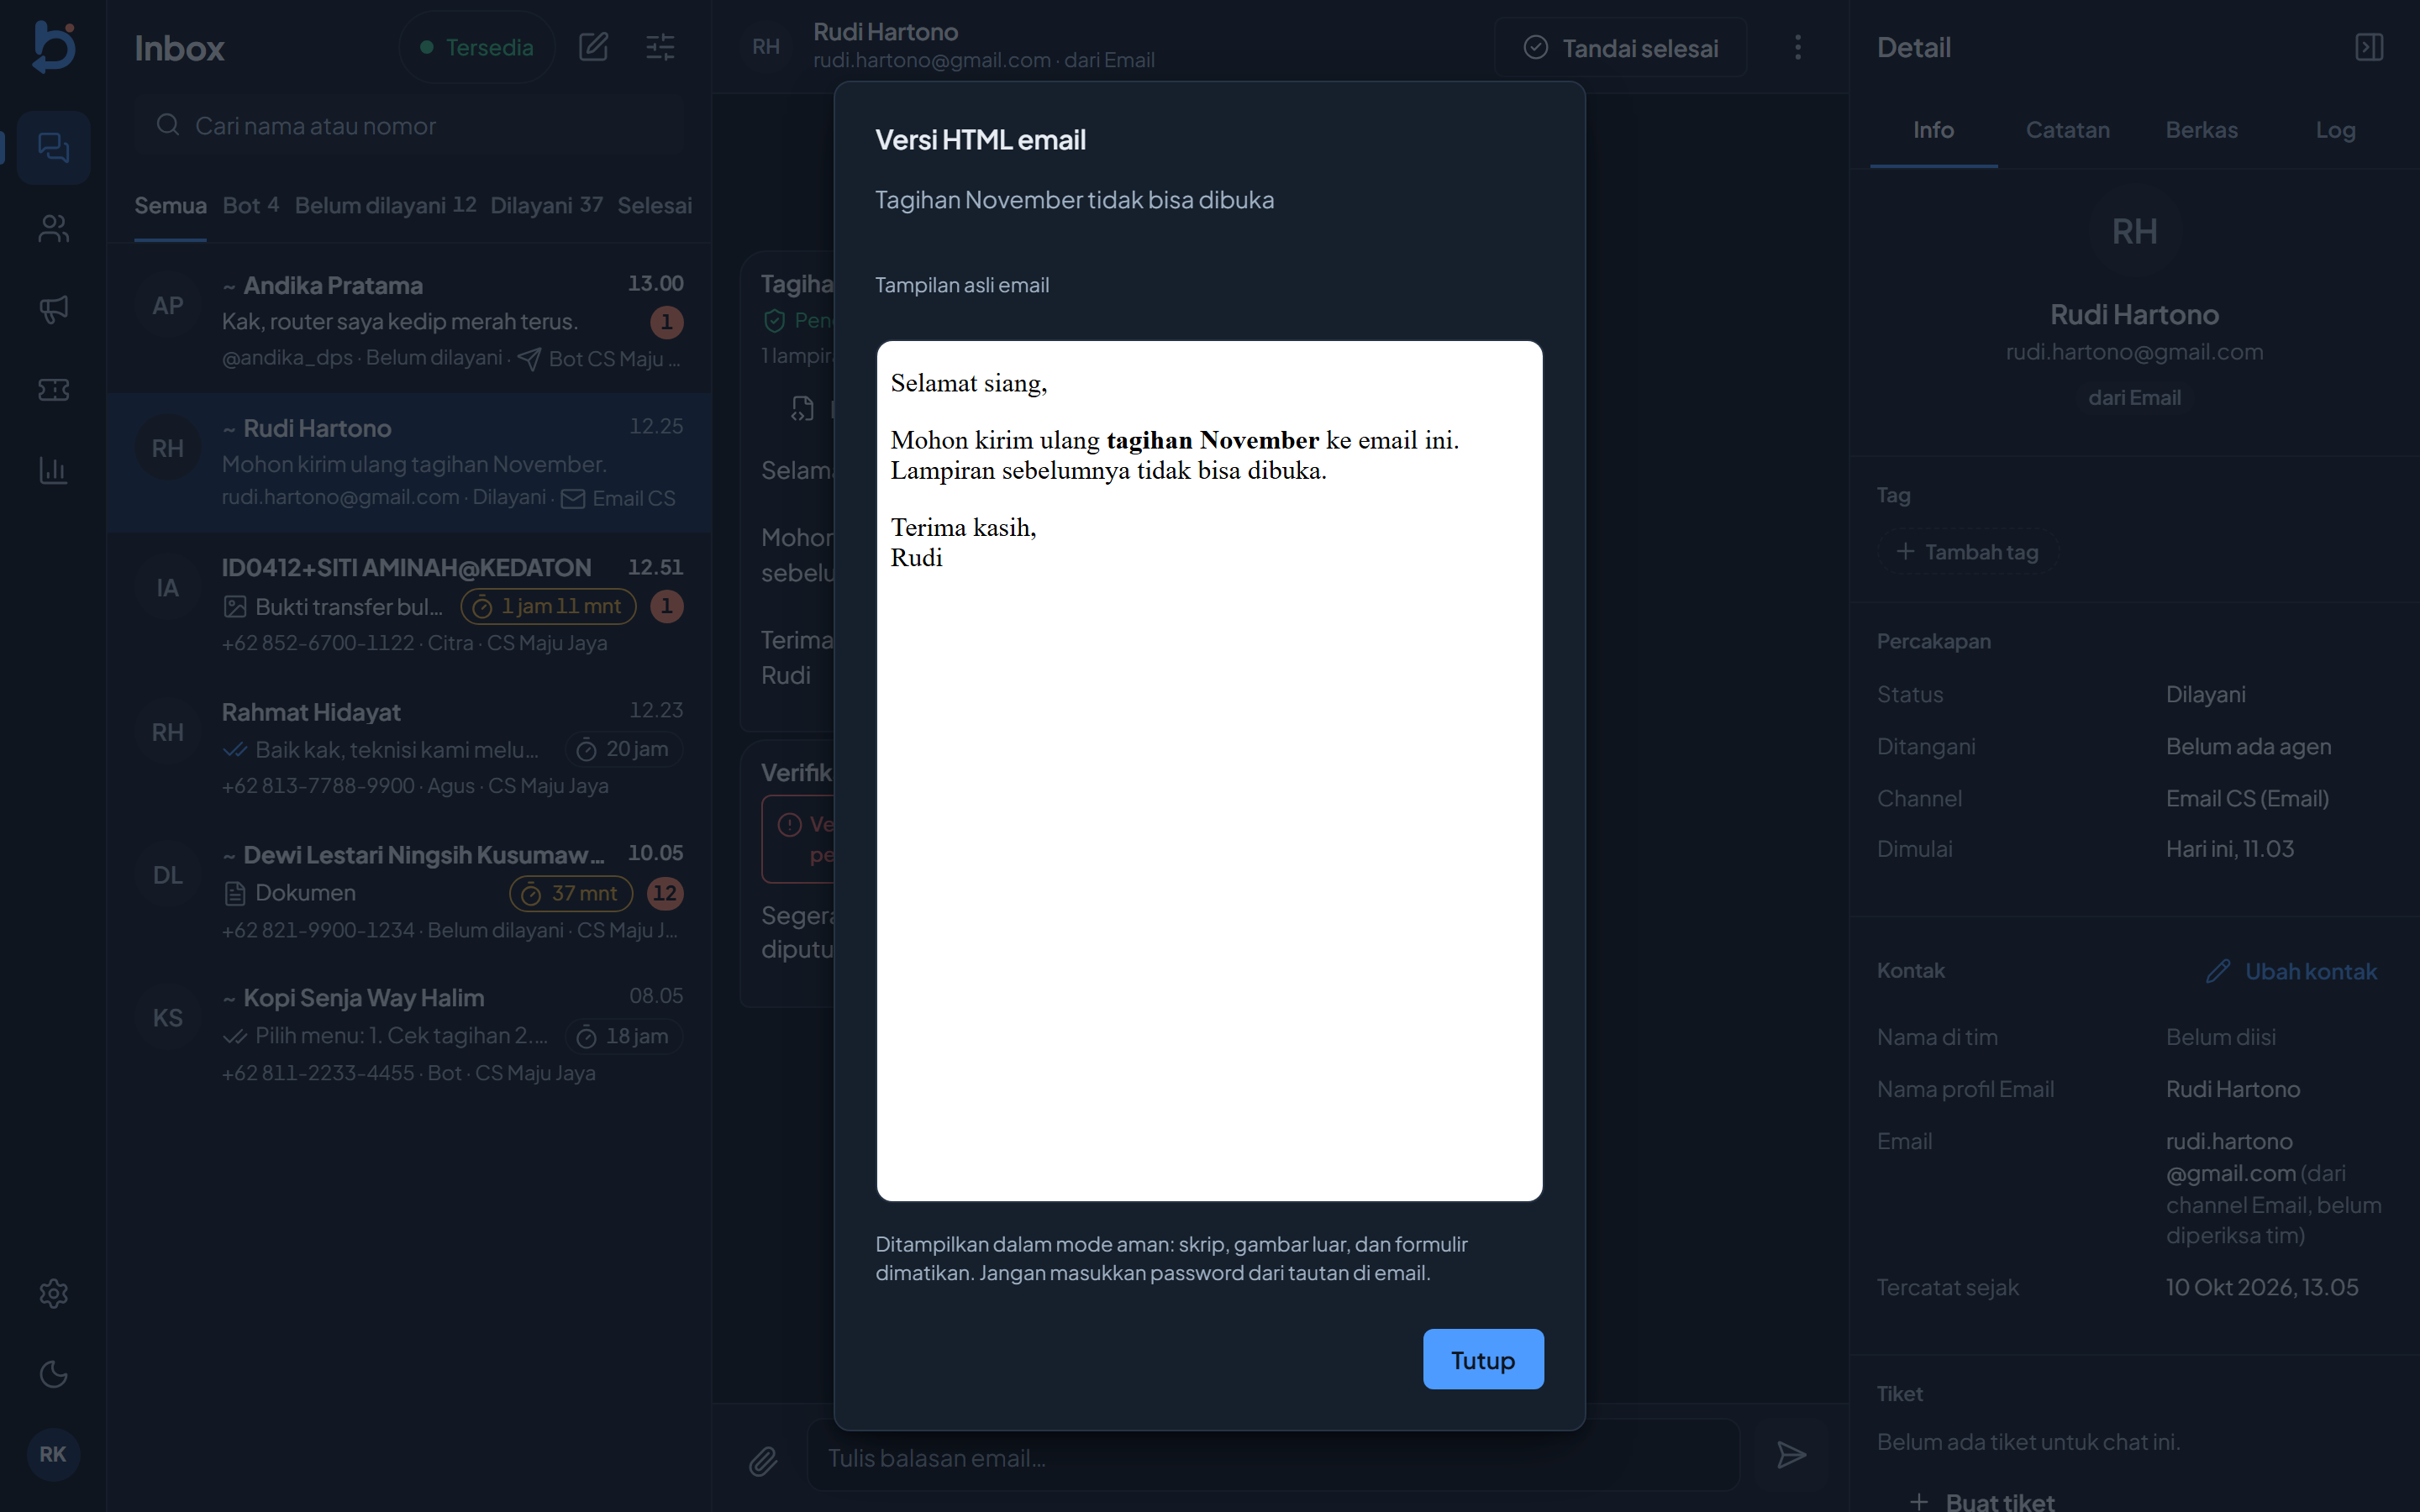 Inbox
Tersedia
Cari nama atau nomor
Semua
Bot 4
Belum dilayani 12
Dilayani 37
Selesai
AP
~ Andika Pratama
13.00
Kak, router saya kedip merah terus.
1
@andika_dps · Belum dilayani · Bot CS Maju ...
RH
~ Rudi Hartono
12.25
Mohon kirim ulang tagihan November.
rudi.hartono@gmail.com · Dilayani · Email CS
IA
ID0412+SITI AMINAH@KEDATON
12.51
Bukti transfer bul...
1 jam 11 mnt
1
+62 852-6700-1122 · Citra · CS Maju Jaya
RH
Rahmat Hidayat
12.23
Baik kak, teknisi kami melu...
20 jam
+62 813-7788-9900 · Agus · CS Maju Jaya
DL
~ Dewi Lestari Ningsih Kusumaw...
10.05
Dokumen
37 mnt
12
+62 821-9900-1234 · Belum dilayani · CS Maju J...
KS
~ Kopi Senja Way Halim
08.05
Pilih menu: 1. Cek tagihan 2....
18 jam
+62 811-2233-4455 · Bot · CS Maju Jaya
RK
RH
Rudi Hartono
rudi.hartono@gmail.com · dari Email
Tandai selesai
Tagiha
Pen
1 lampir
Selam
Mohor
sebelu
Terima
Rudi
Verifik
Ve
pe
Segera
diputu
Tulis balasan email...
Versi HTML email
Tagihan November tidak bisa dibuka
Tampilan asli email
Selamat siang,
Mohon kirim ulang tagihan November ke email ini.
Lampiran sebelumnya tidak bisa dibuka.
Terima kasih,
Rudi
Ditampilkan dalam mode aman: skrip, gambar luar, dan formulir
dimatikan. Jangan masukkan password dari tautan di email.
Tutup
Detail
Info
Catatan
Berkas
Log
RH
Rudi Hartono
rudi.hartono@gmail.com
dari Email
Tag
+ Tambah tag
Percakapan
Status
Dilayani
Ditangani
Belum ada agen
Channel
Email CS (Email)
Dimulai
Hari ini, 11.03
Kontak
Ubah kontak
Nama di tim
Belum diisi
Nama profil Email
Rudi Hartono
Email
rudi.hartono
@gmail.com (dari
channel Email, belum
diperiksa tim)
Tercatat sejak
10 Okt 2026, 13.05
Tiket
Belum ada tiket untuk chat ini.
+ Buat tiket